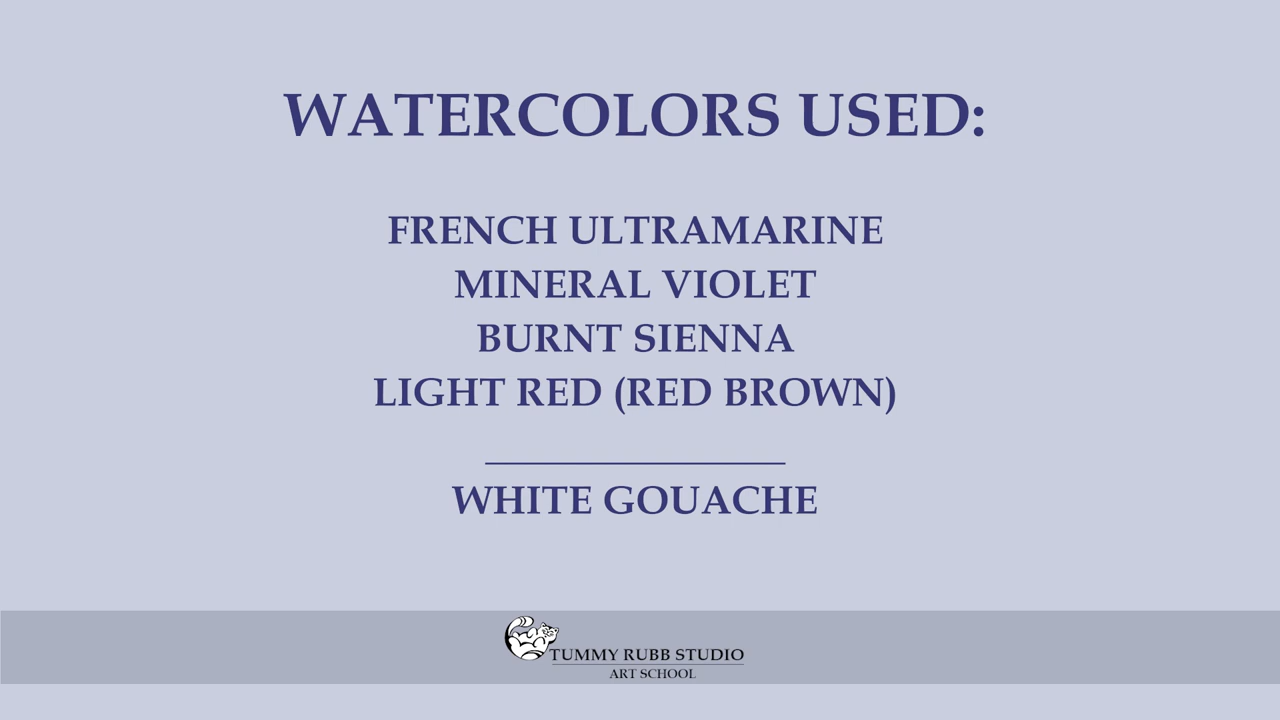 WATERCOLORS USED:
FRENCH ULTRAMARINE
MINERAL VIOLET
BURNT SIENNA
LIGHT RED (RED BROWN)
WHITE GOUACHE
TUMMY RUBB STUDIO
ART SCHOOL